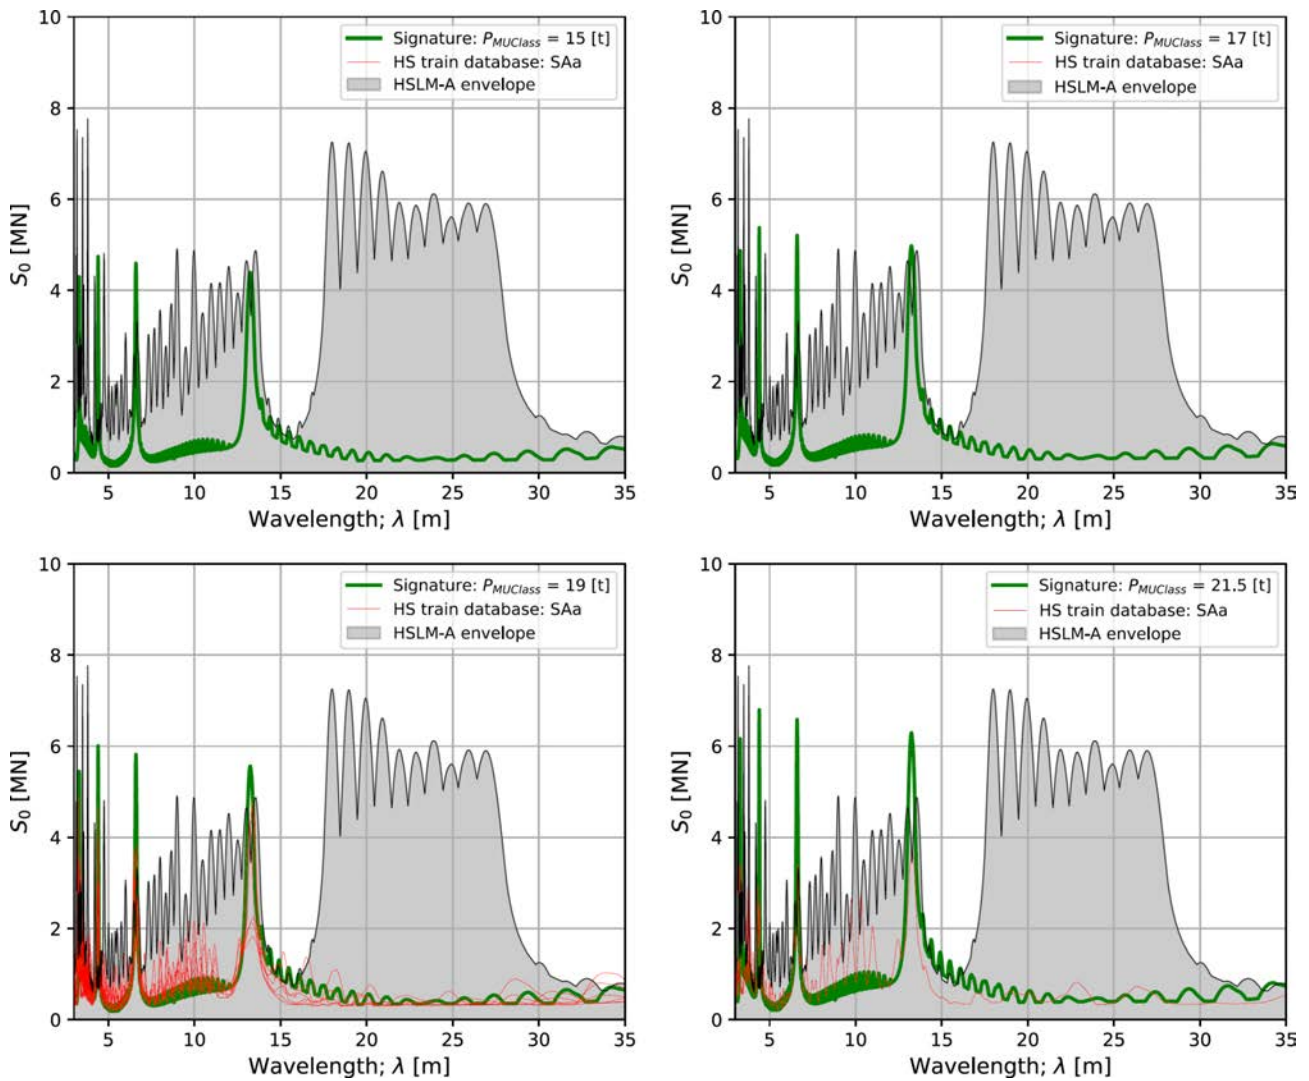 10
8
6
4
2
0
S₀ [MN]
Signature: P_MUClass = 15 [t]
HS train database: SAa
HSLM-A envelope
5 10 15 20 25 30 35
Wavelength; λ [m]
10
8
6
4
2
0
S₀ [MN]
Signature: P_MUClass = 17 [t]
HS train database: SAa
HSLM-A envelope
5 10 15 20 25 30 35
Wavelength; λ [m]
10
8
6
4
2
0
S₀ [MN]
Signature: P_MUClass = 19 [t]
HS train database: SAa
HSLM-A envelope
5 10 15 20 25 30 35
Wavelength; λ [m]
10
8
6
4
2
0
S₀ [MN]
Signature: P_MUClass = 21.5 [t]
HS train database: SAa
HSLM-A envelope
5 10 15 20 25 30 35
Wavelength; λ [m]